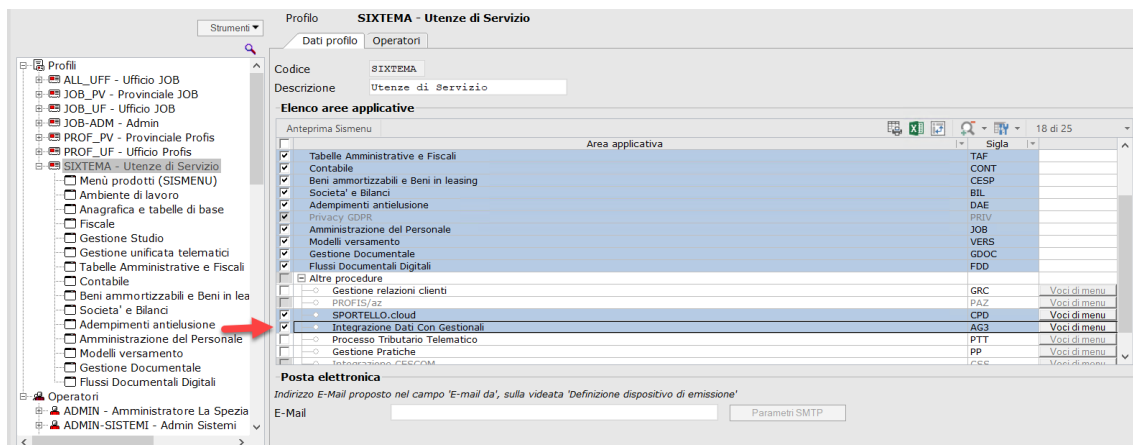 Strumenti
Profili
ALL_UFF - Ufficio JOB
JOB_PV - Provinciale JOB
JOB_UF - Ufficio JOB
JOB-ADM - Admin
PROF_PV - Provinciale Profis
PROF_UF - Ufficio Profis
SIXTEMA - Utenze di Servizio
Menù prodotti (SISMENU)
Ambiente di lavoro
Anagrafica e tabelle di base
Fiscale
Gestione Studio
Gestione unificata telematici
Tabelle Amministrative e Fiscali
Contabile
Beni ammortizzabili e Beni in lea
Societa' e Bilanci
Adempimenti antielusione
Amministrazione del Personale
Modelli versamento
Gestione Documentale
Flussi Documentali Digitali
Operatori
ADMIN - Amministratore La Spezia
ADMIN-SISTEMI - Admin Sistemi
Profilo SIXTEMA - Utenze di Servizio
Dati profilo Operatori
Codice SIXTEMA
Descrizione Utenze di Servizio
Elenco aree applicative
Anteprima Sismenu 18 di 25
Area applicativa Sigla
Tabelle Amministrative e Fiscali TAF
Contabile CONT
Beni ammortizzabili e Beni in leasing CESP
Societa' e Bilanci BIL
Adempimenti antielusione DAE
Privacy GDPR PRIV
Amministrazione del Personale JOB
Modelli versamento VERS
Gestione Documentale GDOC
Flussi Documentali Digitali FDD
Altre procedure
Gestione relazioni clienti GRC Voci di menu
PROFIS/az PAZ Voci di menu
SPORTELLO.cloud CPD Voci di menu
Integrazione Dati Con Gestionali AG3 Voci di menu
Processo Tributario Telematico PTT Voci di menu
Gestione Pratiche PP Voci di menu
Integrazione CESCOM CSS Voci di menu
Posta elettronica
Indirizzo E-Mail proposto nel campo 'E-mail da', sulla videata 'Definizione dispositivo di emissione'
E-Mail Parametri SMTP